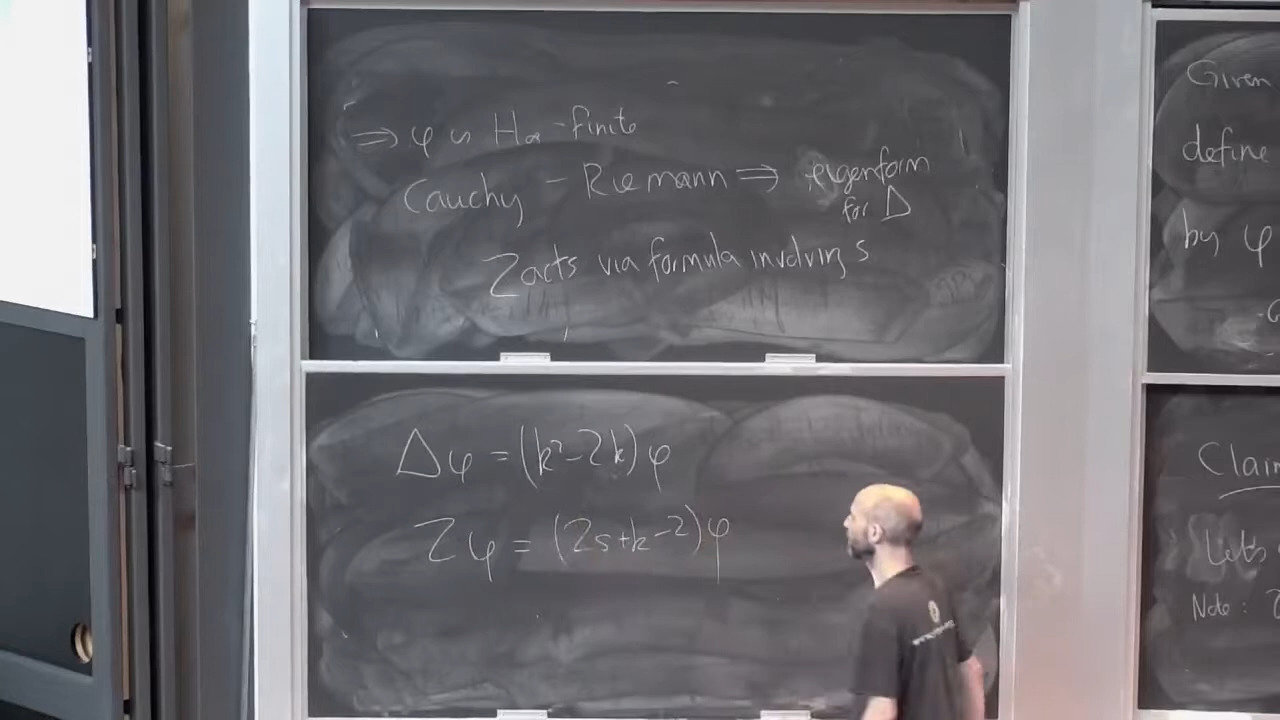 ⇒ φ is H∞-finite
Cauchy - Riemann ⇒ eigenform
for Δ
Z acts via formula involving s
Δφ = (k²-2k)φ
Zφ = (2s+k-2)φ
Given
define
by φ
Claim
Let's
Note :